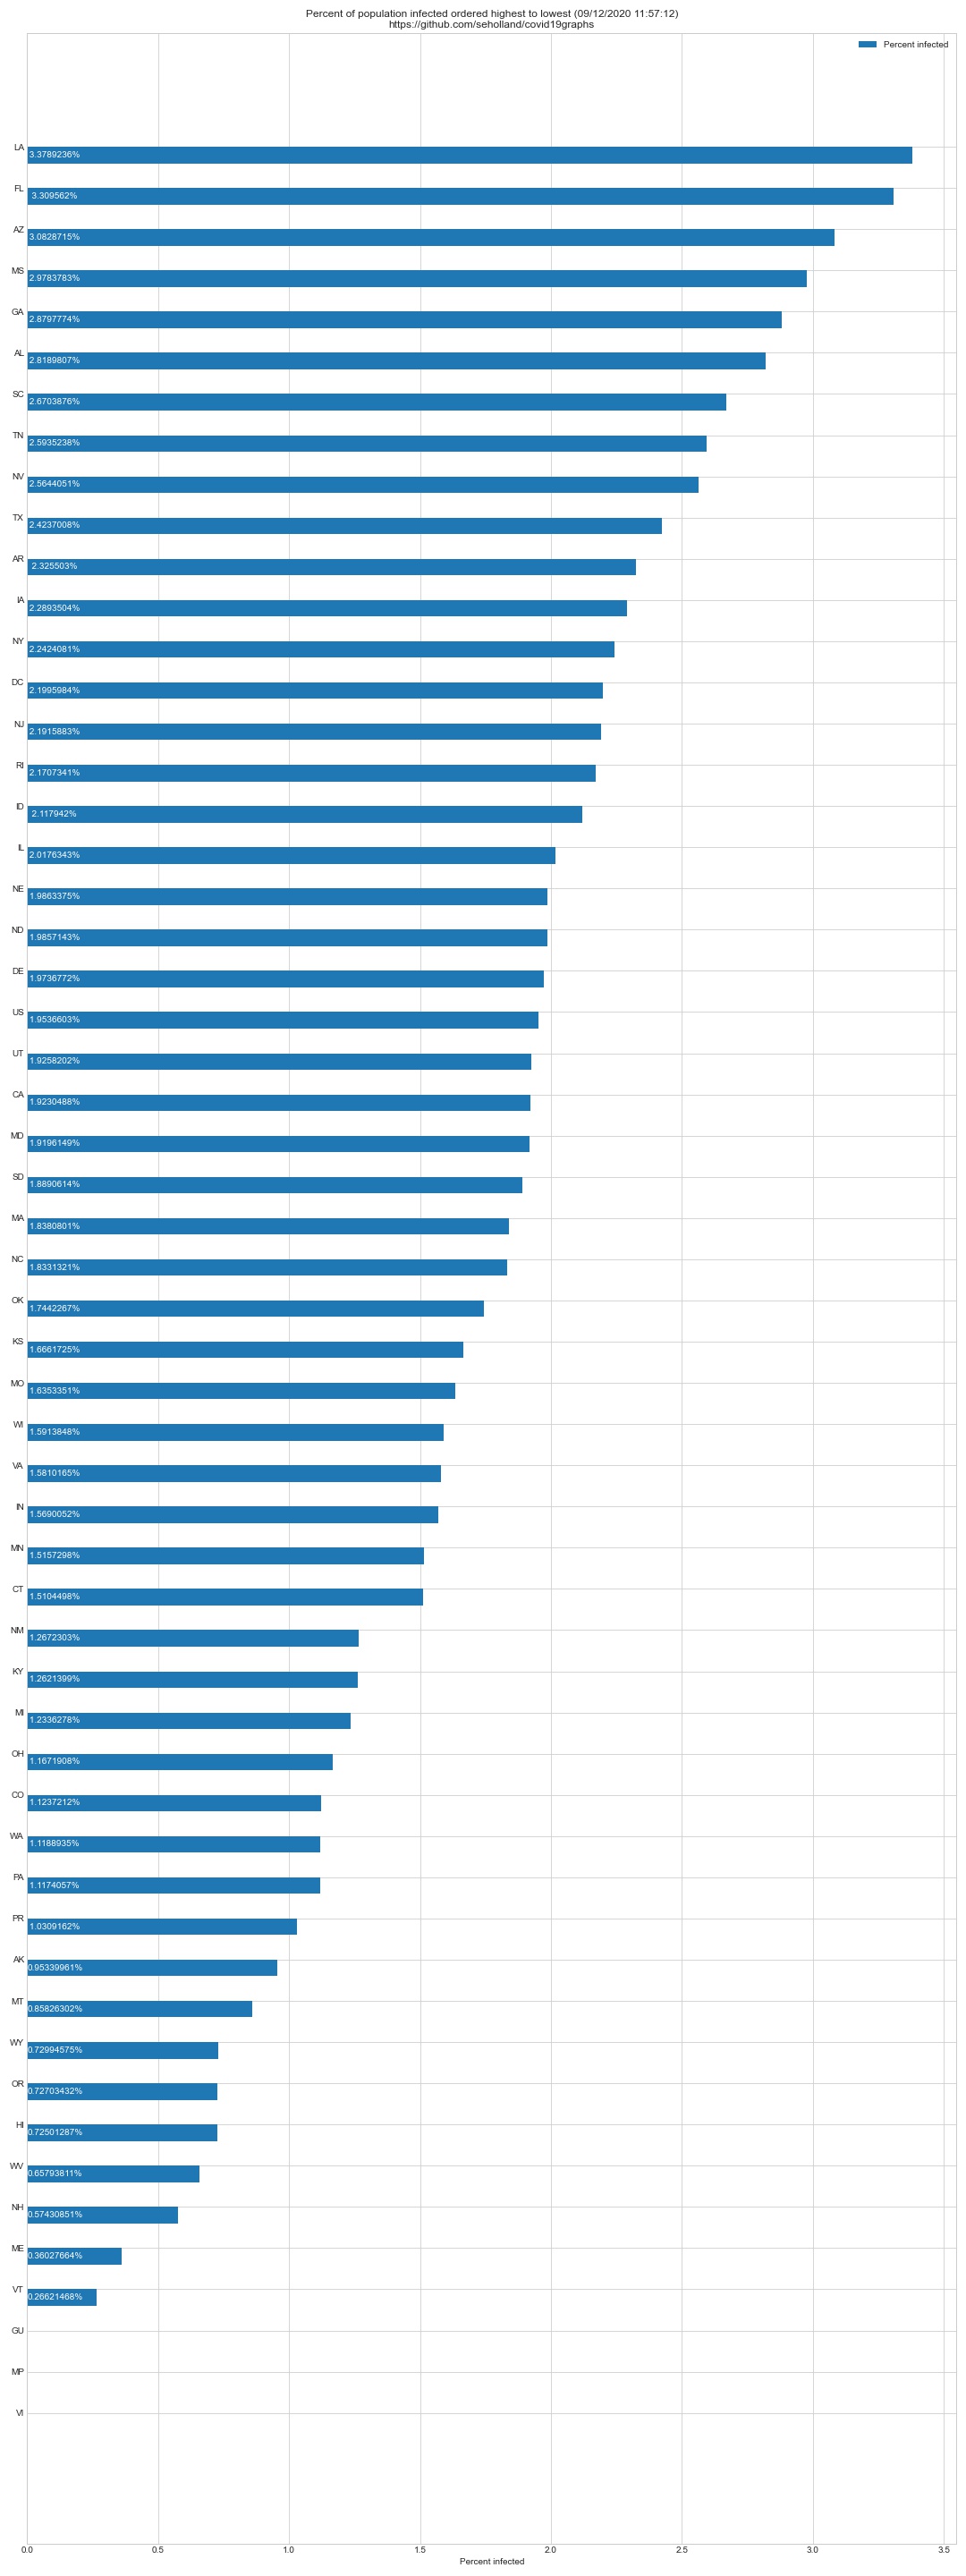 Percent of population infected ordered highest to lowest (09/12/2020 11:57:12)
https://github.com/seholland/covid19graphs
Percent infected
LA 3.3789236%
FL 3.309562%
AZ 3.0828715%
MS 2.9783783%
GA 2.8797774%
AL 2.8189807%
SC 2.6703876%
TN 2.5935238%
NV 2.5644051%
TX 2.4237008%
AR 2.325503%
IA 2.2893504%
NY 2.2424081%
DC 2.1995984%
NJ 2.1915883%
RI 2.1707341%
ID 2.117942%
IL 2.0176343%
NE 1.9863375%
ND 1.9857143%
DE 1.9736772%
US 1.9536603%
UT 1.9258202%
CA 1.9230488%
MD 1.9196149%
SD 1.8890614%
MA 1.8380801%
NC 1.8331321%
OK 1.7442267%
KS 1.6661725%
MO 1.6353351%
WI 1.5913848%
VA 1.5810165%
IN 1.5690052%
MN 1.5157298%
CT 1.5104498%
NM 1.2672303%
KY 1.2621399%
MI 1.2336278%
OH 1.1671908%
CO 1.1237212%
WA 1.1188935%
PA 1.1174057%
PR 1.0309162%
AK 0.95339961%
MT 0.85826302%
WY 0.72994575%
OR 0.72703432%
HI 0.72501287%
WV 0.65793811%
NH 0.57430851%
ME 0.36027664%
VT 0.26621468%
GU
MP
VI
0.0 0.5 1.0 1.5 2.0 2.5 3.0 3.5
Percent infected